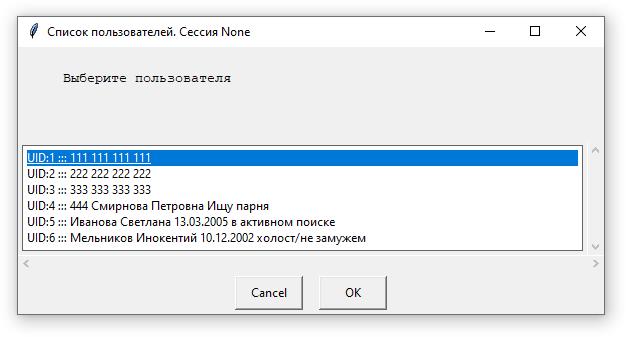 Список пользователей. Сессия None
Выберите пользователя
UID:1 ::: 111 111 111 111
UID:2 ::: 222 222 222 222
UID:3 ::: 333 333 333 333
UID:4 ::: 444 Смирнова Петровна Ищу парня
UID:5 ::: Иванова Светлана 13.03.2005 в активном поиске
UID:6 ::: Мельников Инокентий 10.12.2002 холост/не замужем
Cancel OK